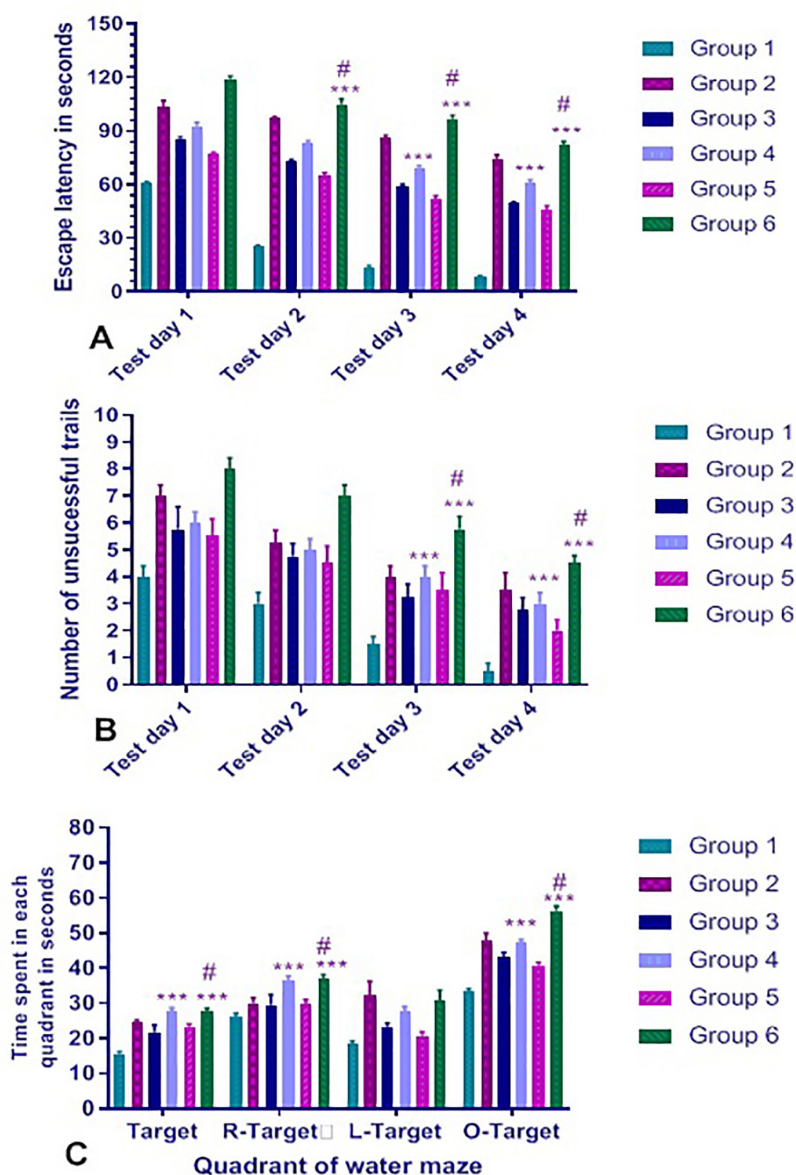 Escape latency in seconds
150
120
90
60
30
0
#
***
#
***
***
#
***
***
Test day 1
Test day 2
Test day 3
Test day 4
Group 1
Group 2
Group 3
Group 4
Group 5
Group 6
A
Number of unsucessful trails
10
9
8
7
6
5
4
3
2
1
0
#
***
***
#
***
***
Test day 1
Test day 2
Test day 3
Test day 4
Group 1
Group 2
Group 3
Group 4
Group 5
Group 6
B
Time spent in each
quadrant in seconds
80
70
60
50
40
30
20
10
0
#
*** ***
#
*** ***
#
***
***
Target R-Target□ L-Target O-Target
Quadrant of water maze
Group 1
Group 2
Group 3
Group 4
Group 5
Group 6
C